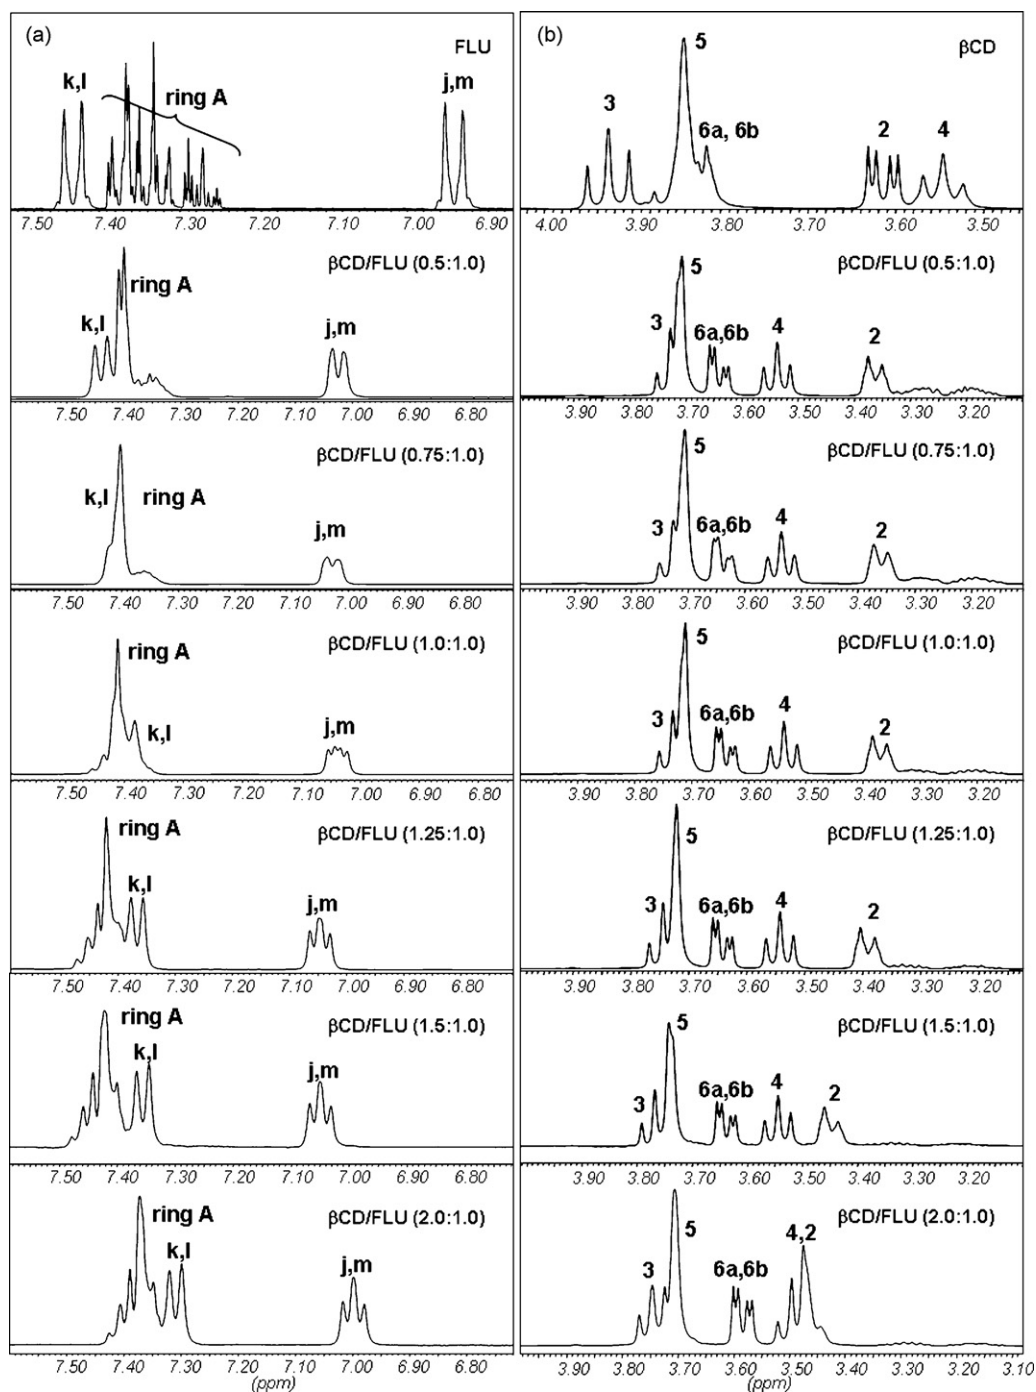 (a)
FLU
k,l
ring A
j,m
7.50 7.40 7.30 7.20 7.10 7.00 6.90
βCD/FLU (0.5:1.0)
ring A
k,l
j,m
7.50 7.40 7.30 7.20 7.10 7.00 6.90 6.80
βCD/FLU (0.75:1.0)
k,l ring A
j,m
7.50 7.40 7.30 7.20 7.10 7.00 6.90 6.80
βCD/FLU (1.0:1.0)
ring A
k,l
j,m
7.50 7.40 7.30 7.20 7.10 7.00 6.90 6.80
βCD/FLU (1.25:1.0)
ring A
k,l
j,m
7.50 7.40 7.30 7.20 7.10 7.00 6.90 6.80
βCD/FLU (1.5:1.0)
ring A
k,l
j,m
7.50 7.40 7.30 7.20 7.10 7.00 6.90 6.80
βCD/FLU (2.0:1.0)
ring A
k,l
j,m
7.50 7.40 7.30 7.20 7.10 7.00 6.90 6.80
(ppm)
(b)
βCD
5
3
6a, 6b
2
4
4.00 3.90 3.80 3.70 3.60 3.50
βCD/FLU (0.5:1.0)
5
3
6a,6b
4
2
3.90 3.80 3.70 3.60 3.50 3.40 3.30 3.20
βCD/FLU (0.75:1.0)
5
3
6a,6b
4
2
3.90 3.80 3.70 3.60 3.50 3.40 3.30 3.20
βCD/FLU (1.0:1.0)
5
3
6a,6b
4
2
3.90 3.80 3.70 3.60 3.50 3.40 3.30 3.20
βCD/FLU (1.25:1.0)
5
3
6a,6b
4
2
3.90 3.80 3.70 3.60 3.50 3.40 3.30 3.20
βCD/FLU (1.5:1.0)
5
3
6a,6b
4
2
3.90 3.80 3.70 3.60 3.50 3.40 3.30 3.20
βCD/FLU (2.0:1.0)
5
3
6a,6b
4,2
3.90 3.80 3.70 3.60 3.50 3.40 3.30 3.20 3.10
(ppm)